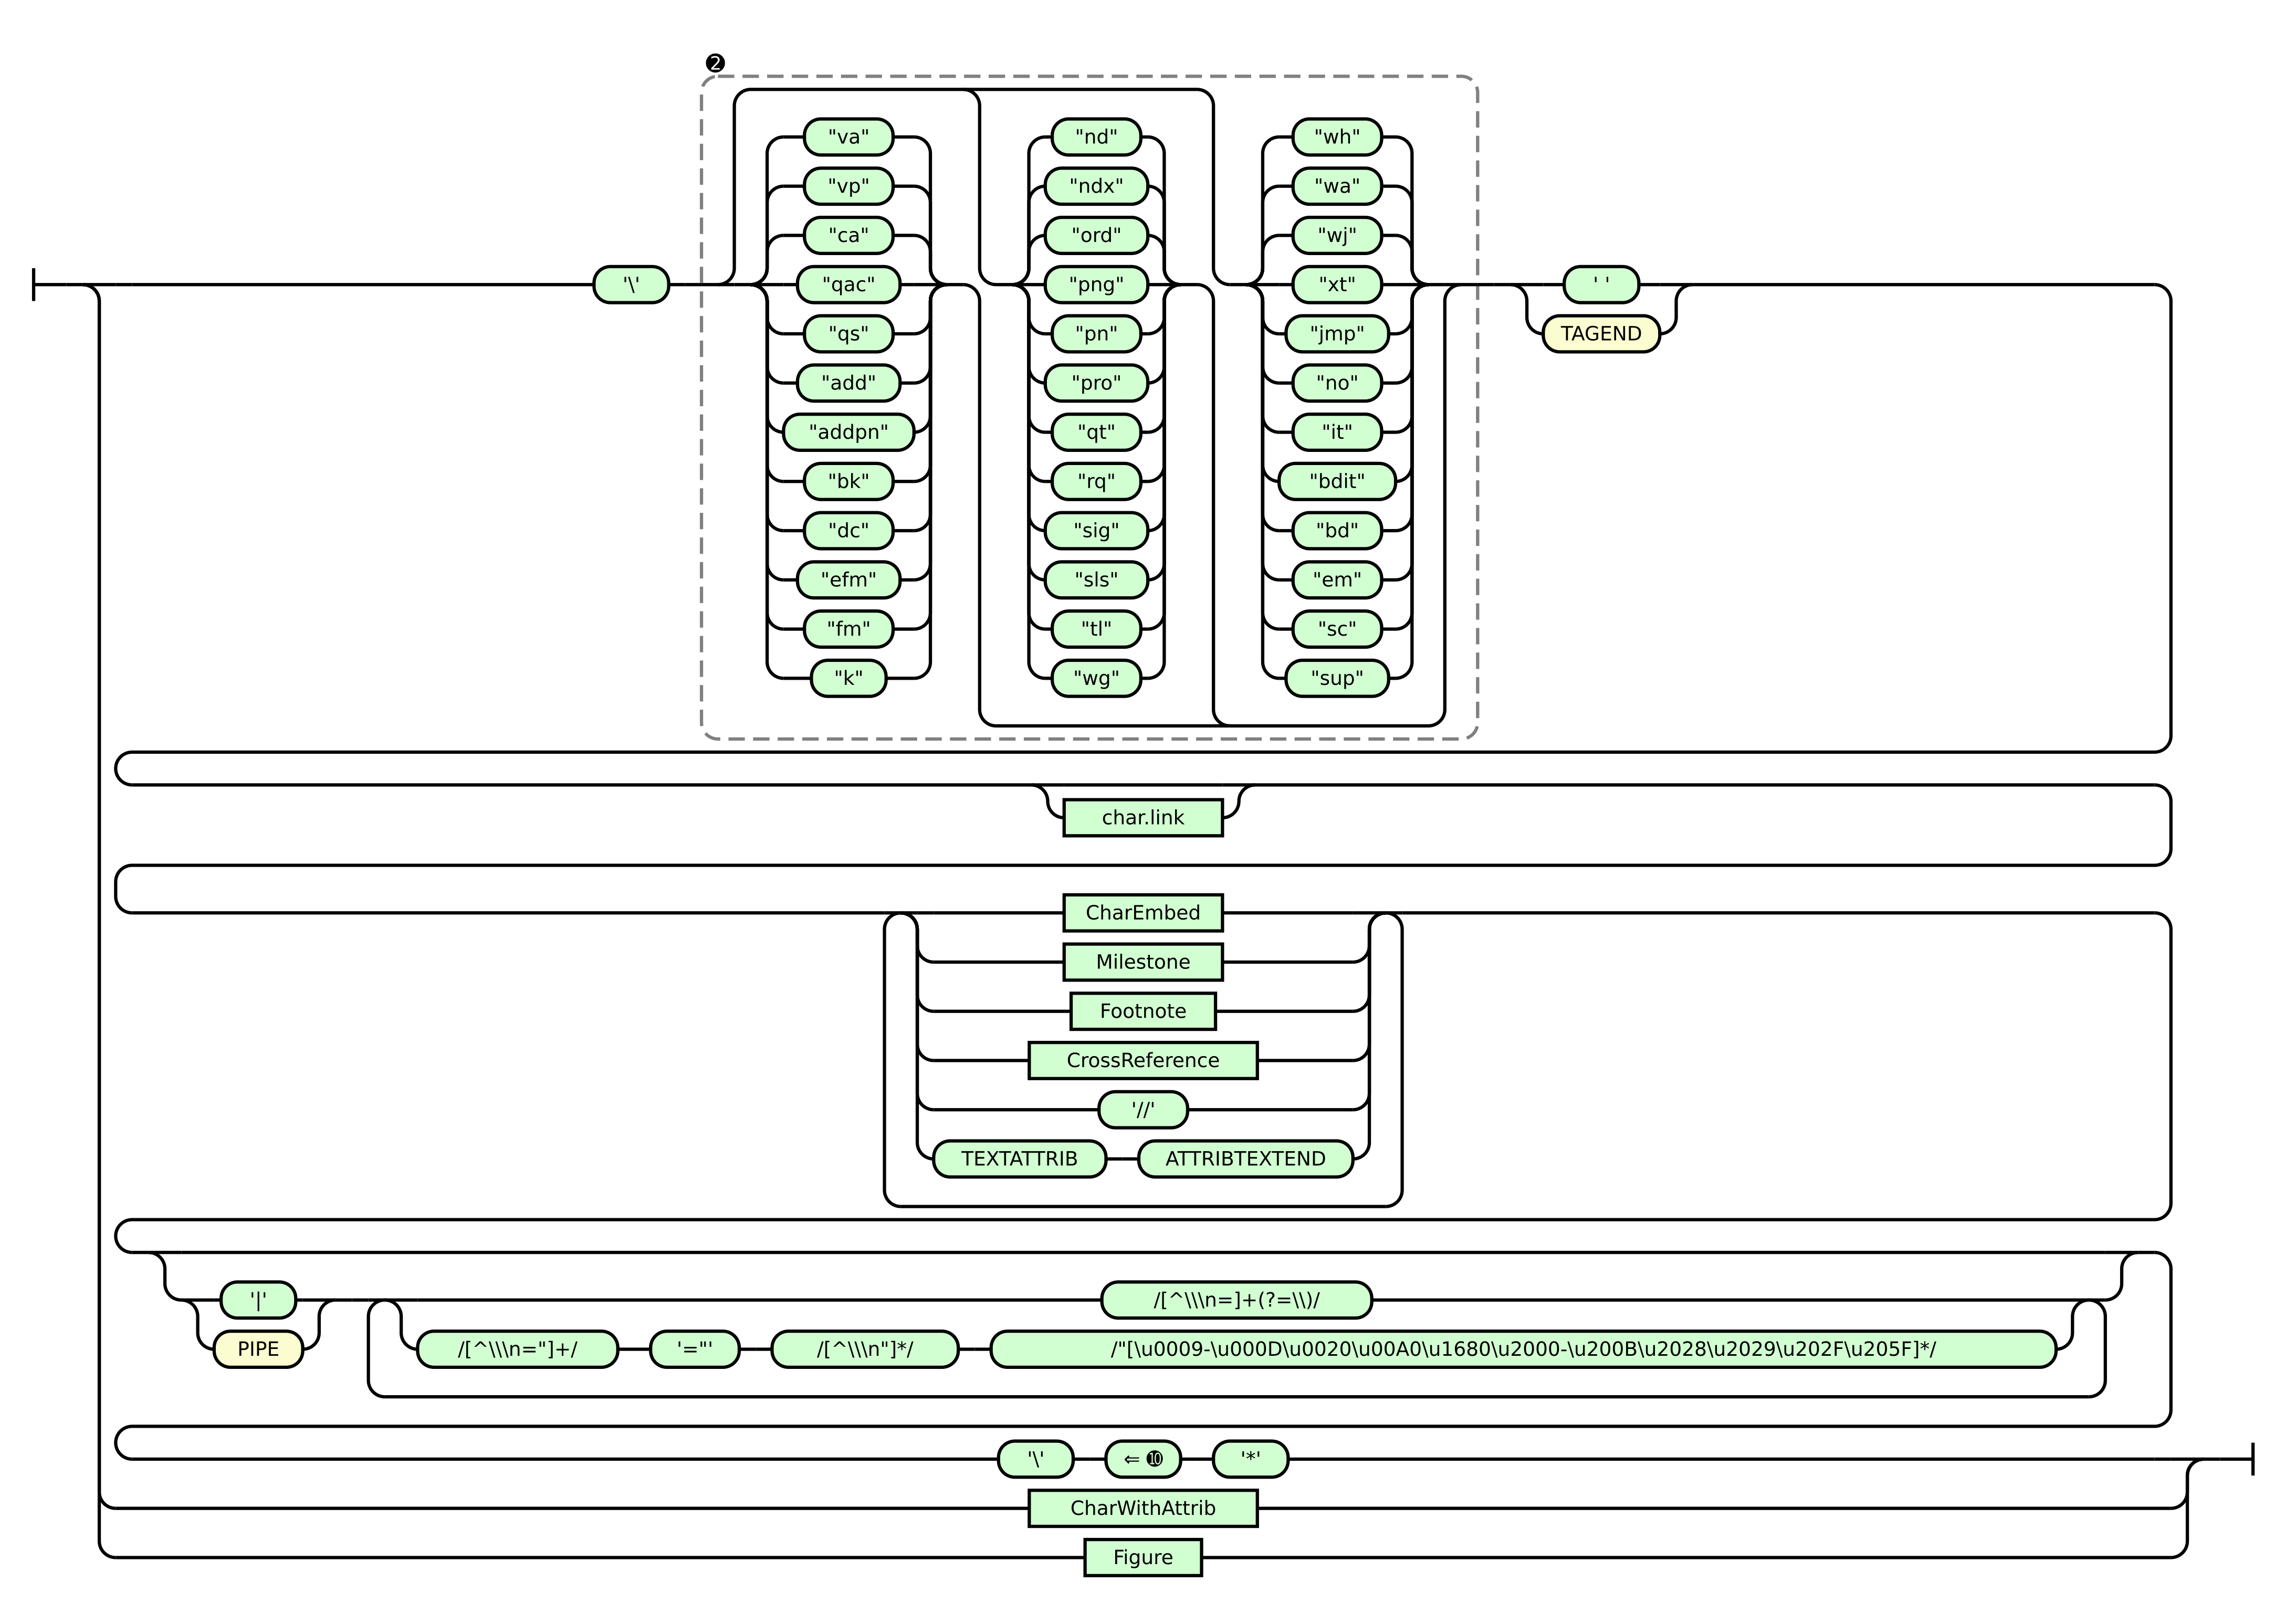 ❷
"va" "nd" "wh"
"vp" "ndx" "wa"
"ca" "ord" "wj"
'\' "qac" "png" "xt" ' '
"qs" "pn" "jmp" TAGEND
"add" "pro" "no"
"addpn" "qt" "it"
"bk" "rq" "bdit"
"dc" "sig" "bd"
"efm" "sls" "em"
"fm" "tl" "sc"
"k" "wg" "sup"
char.link
CharEmbed
Milestone
Footnote
CrossReference
'//'
TEXTATTRIB ATTRIBTEXTEND
'|' /[^\\\n=]+(?=\\)/
PIPE /[^\\\n="]+/ '="' /[^\\\n"]*/ /"[\u0009-\u000D\u0020\u00A0\u1680\u2000-\u200B\u2028\u2029\u202F\u205F]*/
'\' ⇐ ❿ '*'
CharWithAttrib
Figure